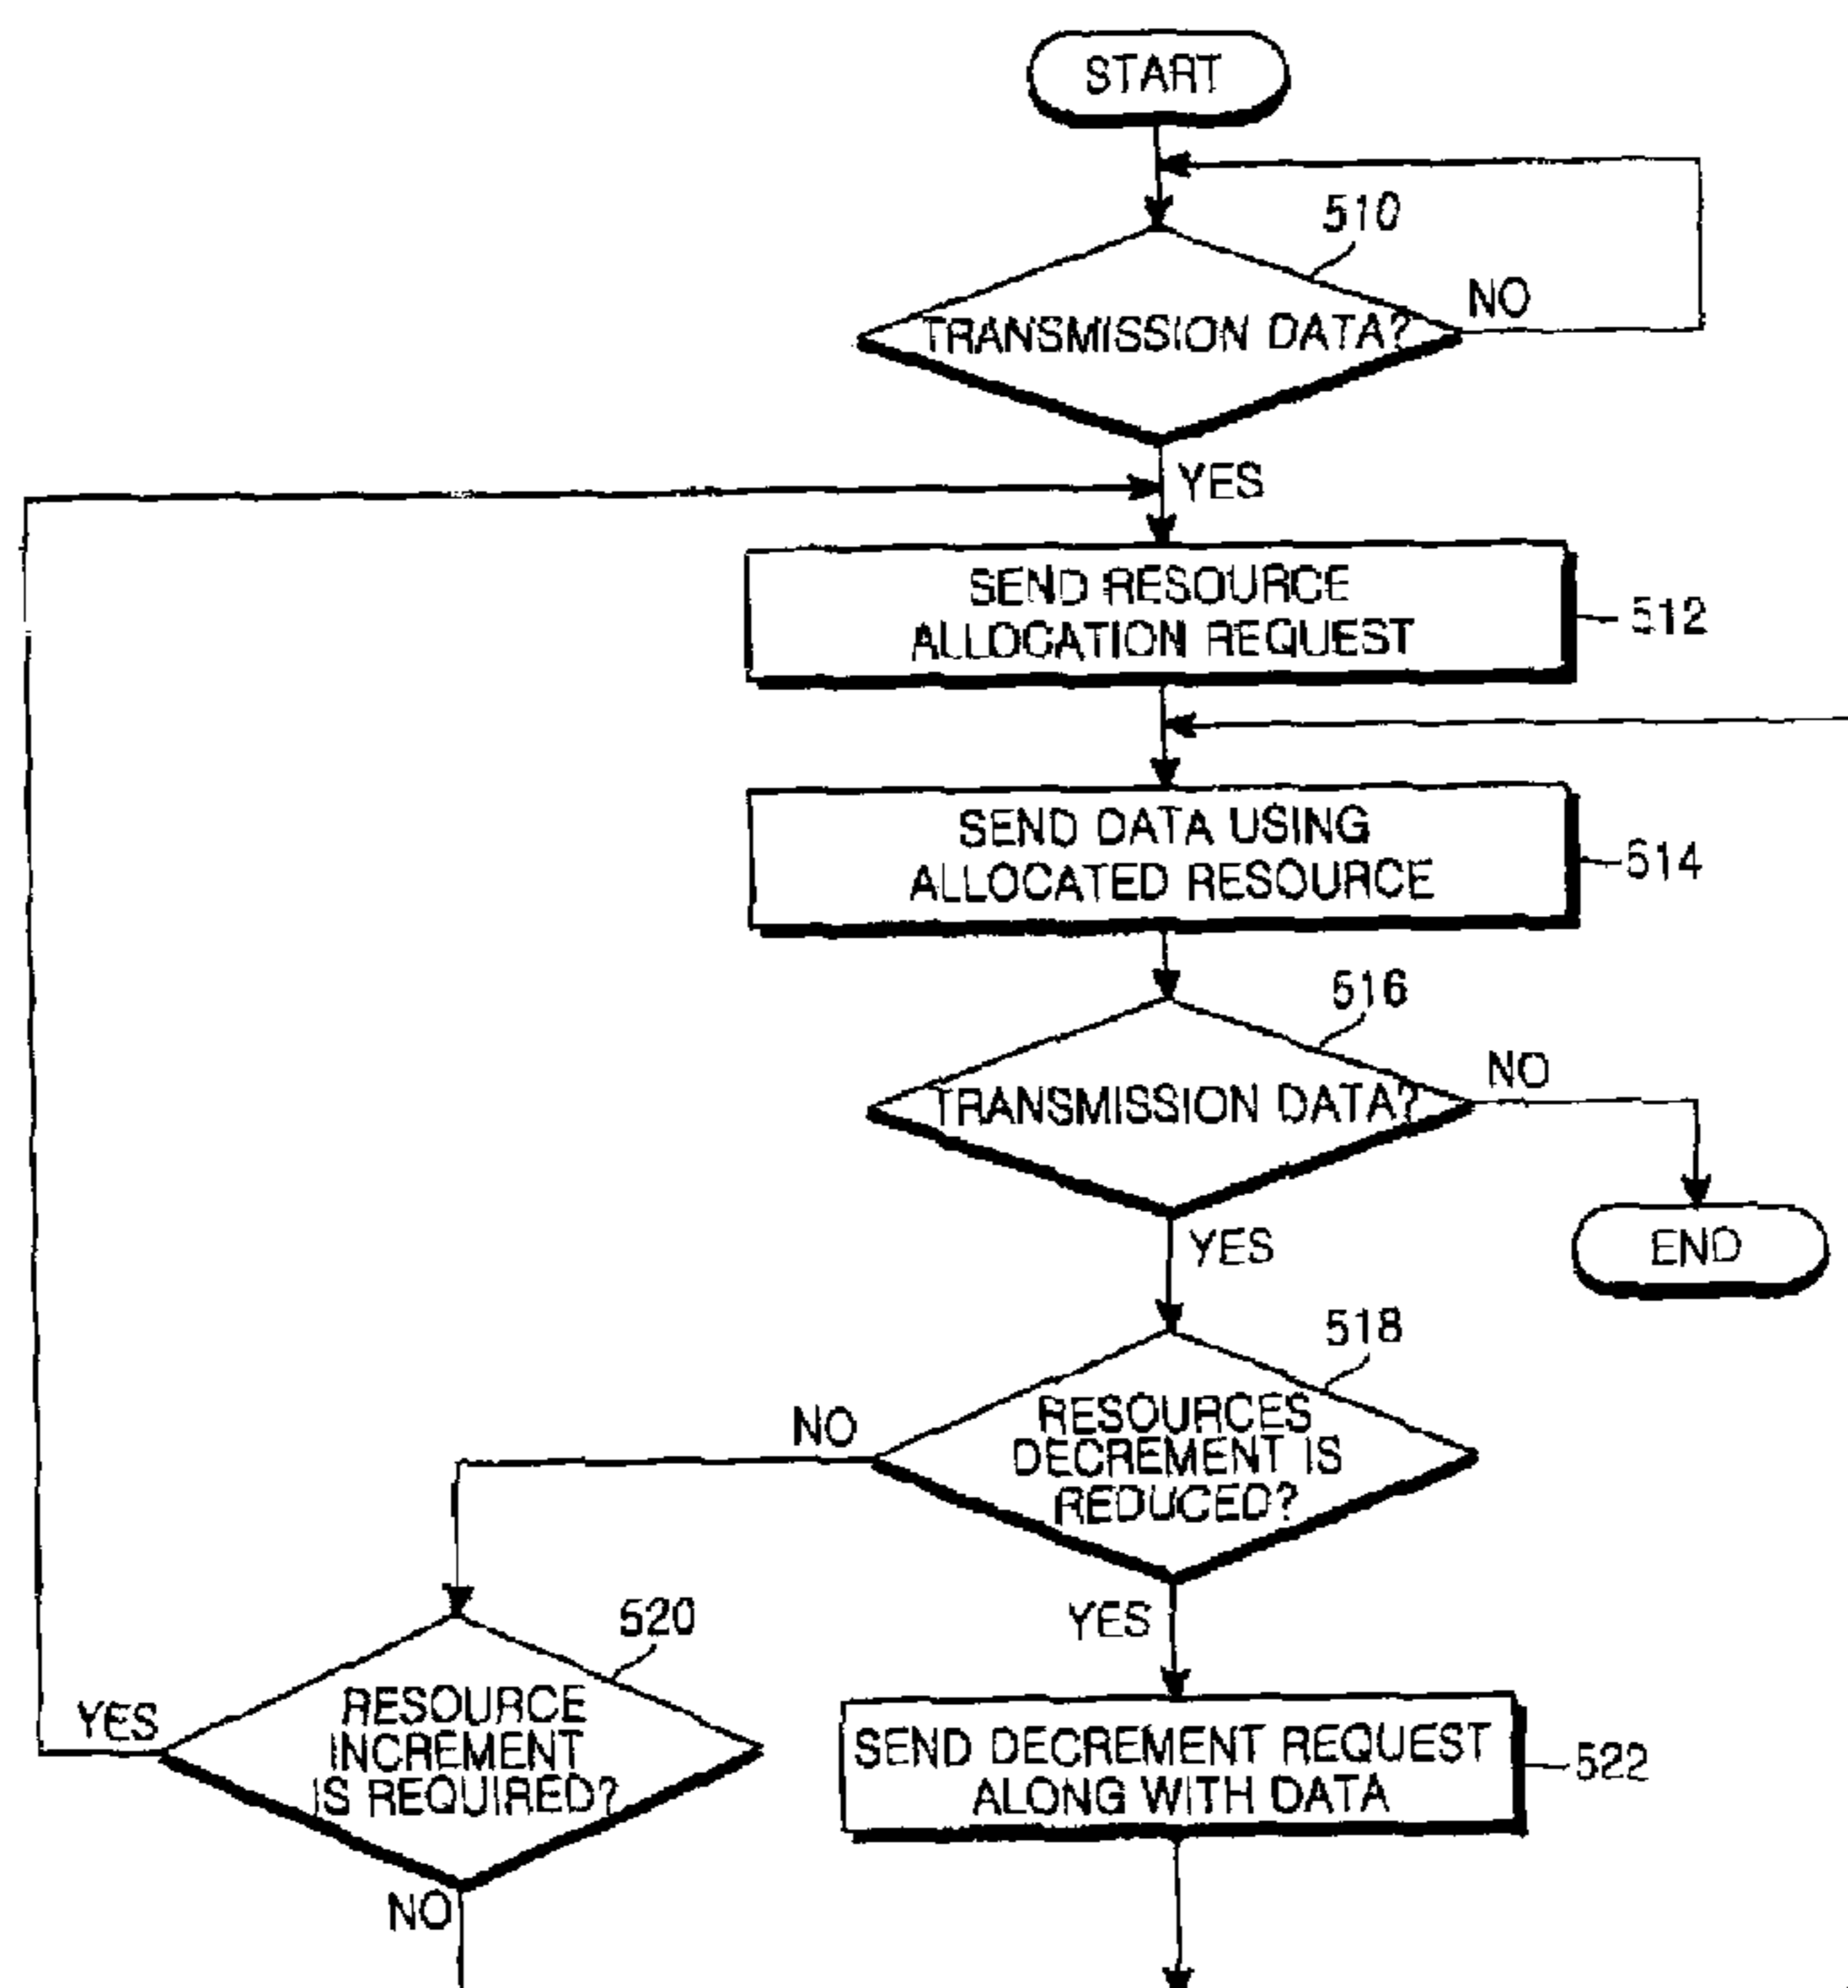 START
510
NO
TRANSMISSION DATA?
YES
SEND RESOURCE
ALLOCATION REQUEST
512
SEND DATA USING
ALLOCATED RESOURCE
514
516
NO
TRANSMISSION DATA?
YES
END
518
NO
RESOURCES
DECREMENT IS
REDUCED?
YES
520
YES
RESOURCE
INCREMENT
IS REQUIRED?
SEND DECREMENT REQUEST
ALONG WITH DATA
522
NO